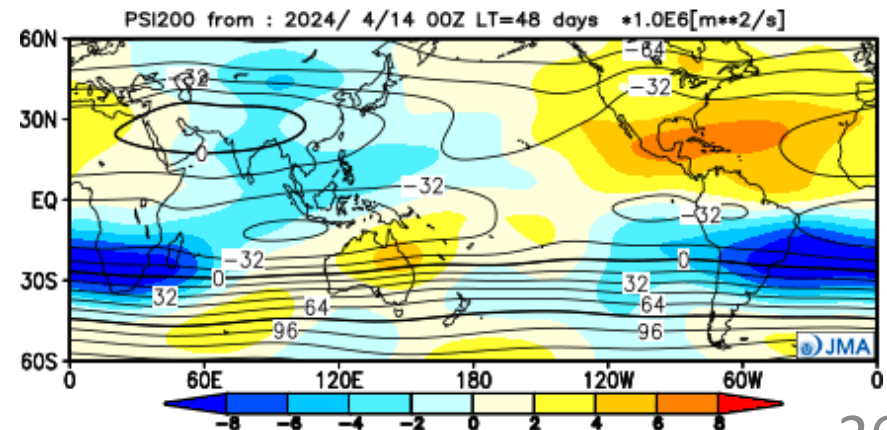 PSI200 from : 2024/ 4/14 00Z LT=48 days *1.0E6[m**2/s]
60N
-64
-32
-32
30N
0
-32
EQ
-32
-32
0
0
30S
32
32
64
64
96
96
JMA
60S
0 60E 120E 180 120W 60W 0
-8 -6 -4 -2 0 2 4 6 8